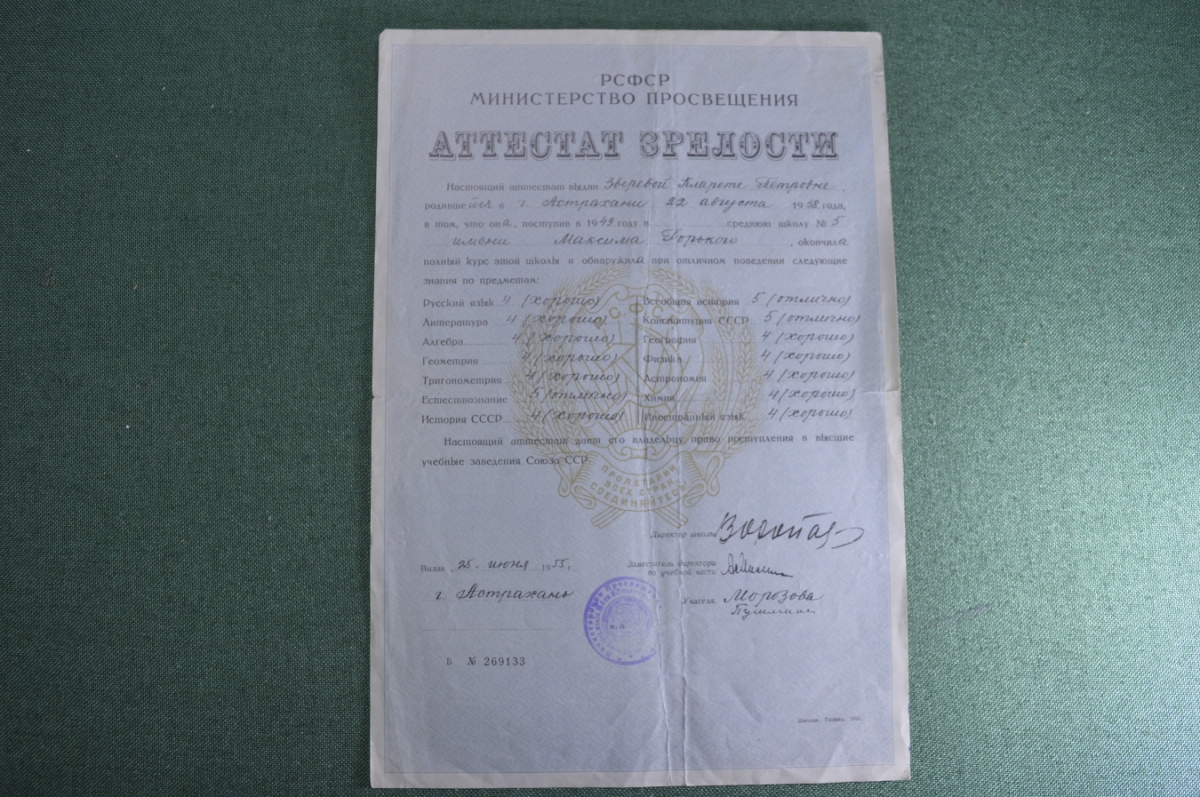 РСФСР
МИНИСТЕРСТВО ПРОСВЕЩЕНИЯ
АТТЕСТАТ ЗРЕЛОСТИ
Настоящий аттестат выдан Зверевой Кларете Петровне,
родившейся в г. Астрахани 22 августа 1938 года,
в том, что она, поступив в 1949 году в среднюю школу № 5
имени Максима Горького, окончила
полный курс этой школы и обнаружила при отличном поведении следующие
знания по предметам:
Русский язык 4 (хорошо) Всеобщая история 5 (отлично)
Литература 4 (хорошо) Конституция СССР 5 (отлично)
Алгебра 4 (хорошо) География 4 (хорошо)
Геометрия 4 (хорошо) Физика 4 (хорошо)
Тригонометрия 4 (хорошо) Астрономия 4 (хорошо)
Естествознание 5 (отлично) Химия 4 (хорошо)
История СССР 4 (хорошо) Иностранный язык 4 (хорошо)
Настоящий аттестат дает его владельцу право поступления в высшие
учебные заведения Союза ССР.
ПРОЛЕТАРИИ
ВСЕХ СТРАН,
СОЕДИНЯЙТЕСЬ!
Директор школы
Выдан 25 июня 1955 г.
Заместитель директора
по учебной части
г. Астрахань
Учителя: Морозова
м. п.
Б № 269133